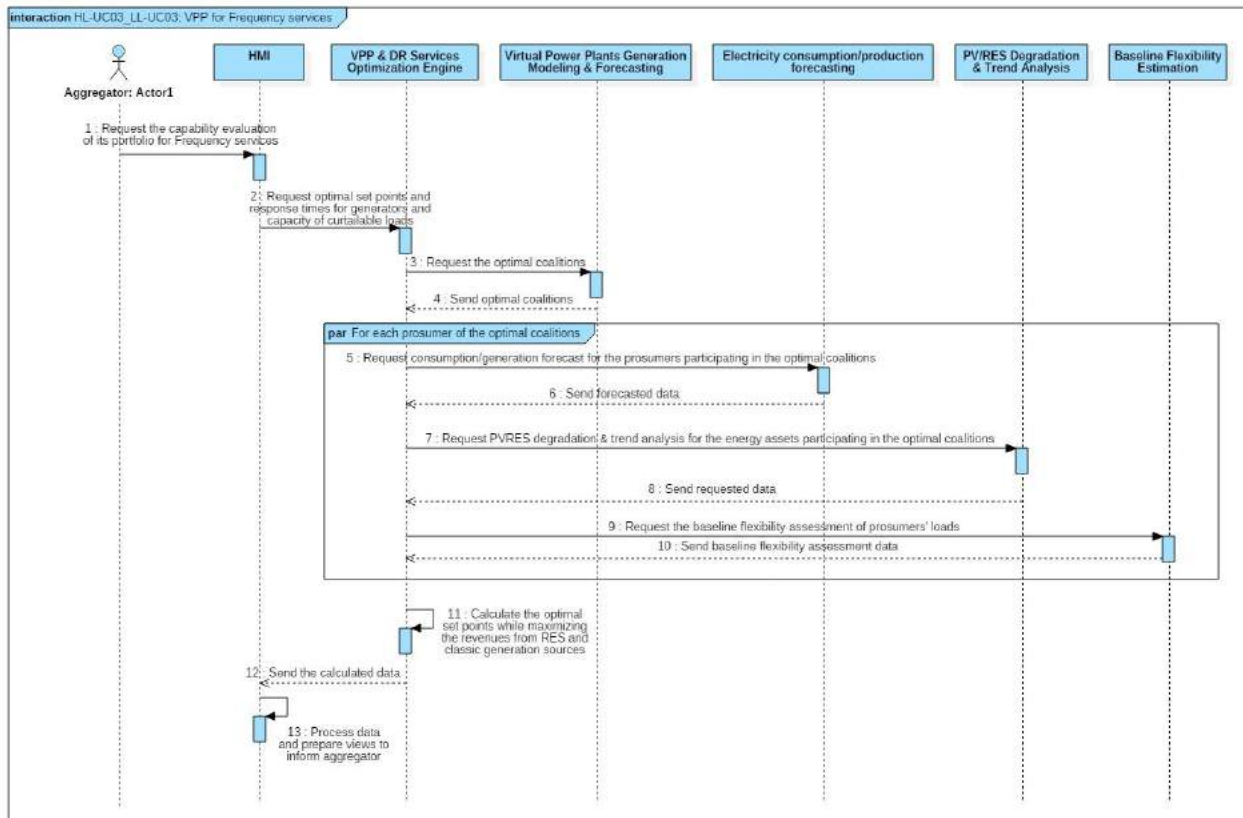 interaction HL-UC03_LL-UC03: VPP for Frequency services
HMI
VPP & DR Services
Optimization Engine
Virtual Power Plants Generation
Modeling & Forecasting
Electricity consumption/production
forecasting
PV/RES Degradation
& Trend Analysis
Baseline Flexibility
Estimation
Aggregator: Actor1
1 : Request the capability evaluation
of its portfolio for Frequency services
2 : Request optimal set points and
response times for generators and
capacity of curtailable loads
3 : Request the optimal coalitions
4 : Send optimal coalitions
par For each prosumer of the optimal coalitions
5 : Request consumption/generation forecast for the prosumers participating in the optimal coalitions
6 : Send forecasted data
7 : Request PVRES degradation & trend analysis for the energy assets participating in the optimal coalitions
8 : Send requested data
9 : Request the baseline flexibility assessment of prosumers' loads
10 : Send baseline flexibility assessment data
11 : Calculate the optimal
set points while maximizing
the revenues from RES and
classic generation sources
12 : Send the calculated data
13 : Process data
and prepare views to
inform aggregator